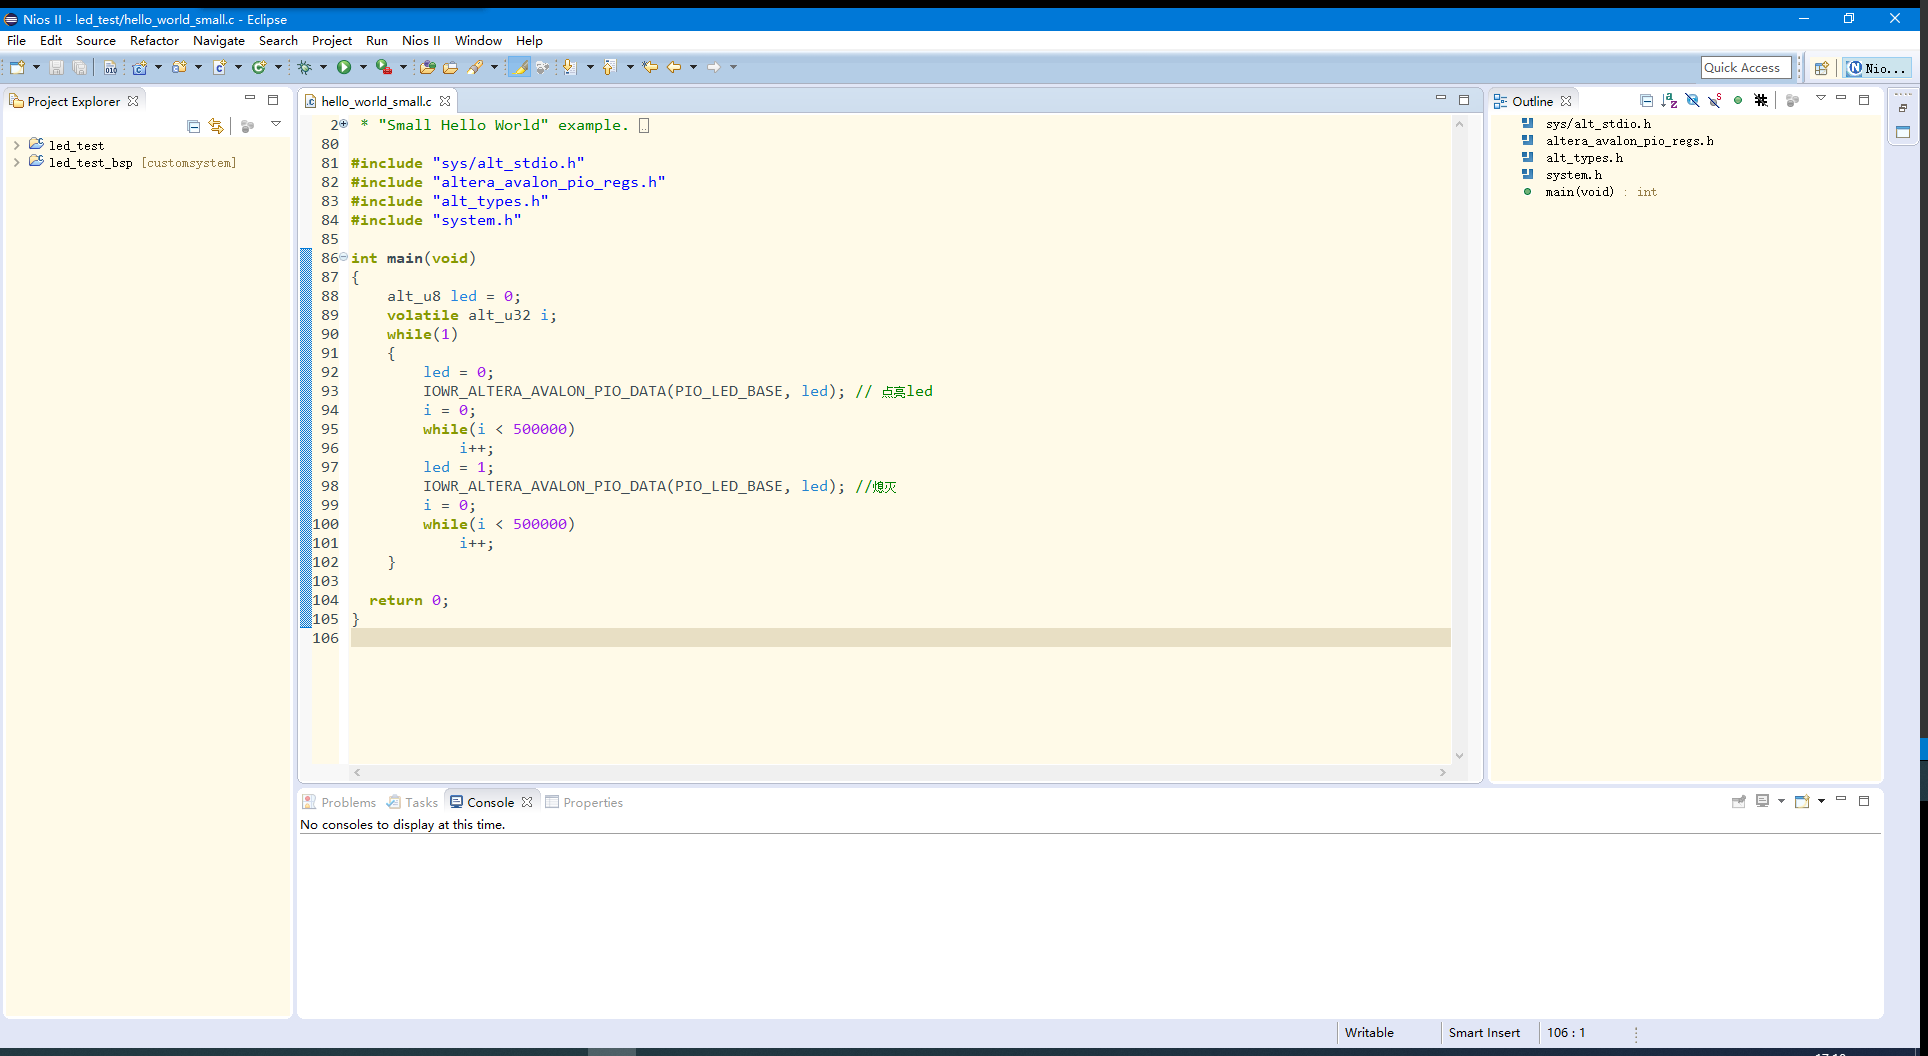 Nios II - led_test/hello_world_small.c - Eclipse
File Edit Source Refactor Navigate Search Project Run Nios II Window Help
Quick Access
Nio...
Project Explorer
led_test
led_test_bsp [customsystem]
hello_world_small.c
2 * "Small Hello World" example.
80
81 #include "sys/alt_stdio.h"
82 #include "altera_avalon_pio_regs.h"
83 #include "alt_types.h"
84 #include "system.h"
85
86 int main(void)
87 {
88 alt_u8 led = 0;
89 volatile alt_u32 i;
90 while(1)
91 {
92 led = 0;
93 IOWR_ALTERA_AVALON_PIO_DATA(PIO_LED_BASE, led); // 点亮led
94 i = 0;
95 while(i < 500000)
96 i++;
97 led = 1;
98 IOWR_ALTERA_AVALON_PIO_DATA(PIO_LED_BASE, led); //熄灭
99 i = 0;
100 while(i < 500000)
101 i++;
102 }
103
104 return 0;
105 }
106
Outline
sys/alt_stdio.h
altera_avalon_pio_regs.h
alt_types.h
system.h
main(void) : int
Problems Tasks Console Properties
No consoles to display at this time.
Writable Smart Insert 106 : 1